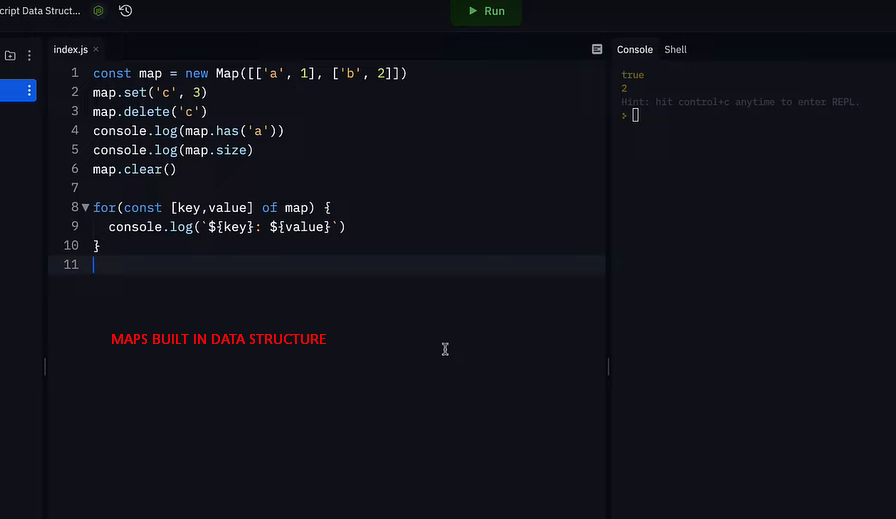 cript Data Struct...
Run
index.js ×
1 const map = new Map([['a', 1], ['b', 2]])
2 map.set('c', 3)
3 map.delete('c')
4 console.log(map.has('a'))
5 console.log(map.size)
6 map.clear()
7
8 for(const [key,value] of map) {
9   console.log(`${key}: ${value}`)
10 }
11
MAPS BUILT IN DATA STRUCTURE
Console Shell
true
2
Hint: hit control+c anytime to enter REPL.
>